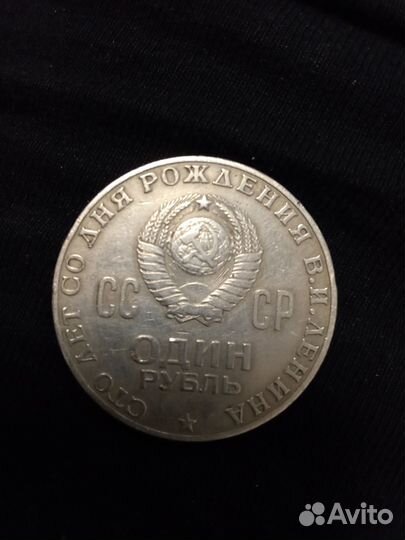 СТО ЛЕТ СО ДНЯ РОЖДЕНИЯ В.И.ЛЕНИНА
СС СР
ОДИН
РУБЛЬ
Avito